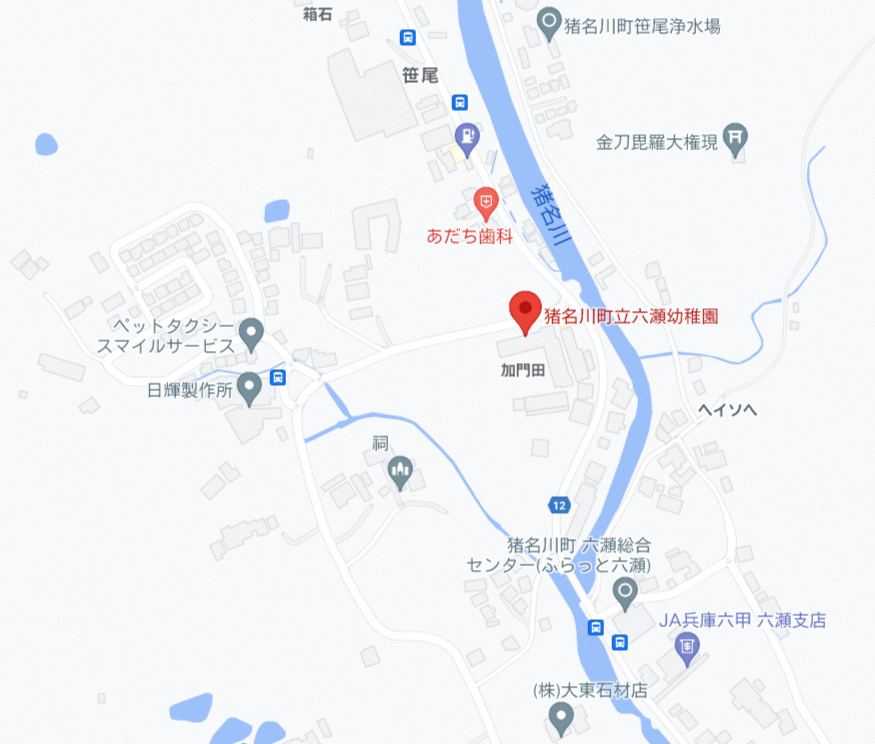 箱石
猪名川町笹尾浄水場
笹尾
金刀毘羅大権現
猪名川
あだち歯科
猪名川町立六瀬幼稚園
ペットタクシー
スマイルサービス
加門田
日輝製作所
ヘイソヘ
祠
12
猪名川町 六瀬総合
センター(ふらっと六瀬)
JA兵庫六甲 六瀬支店
(株)大東石材店